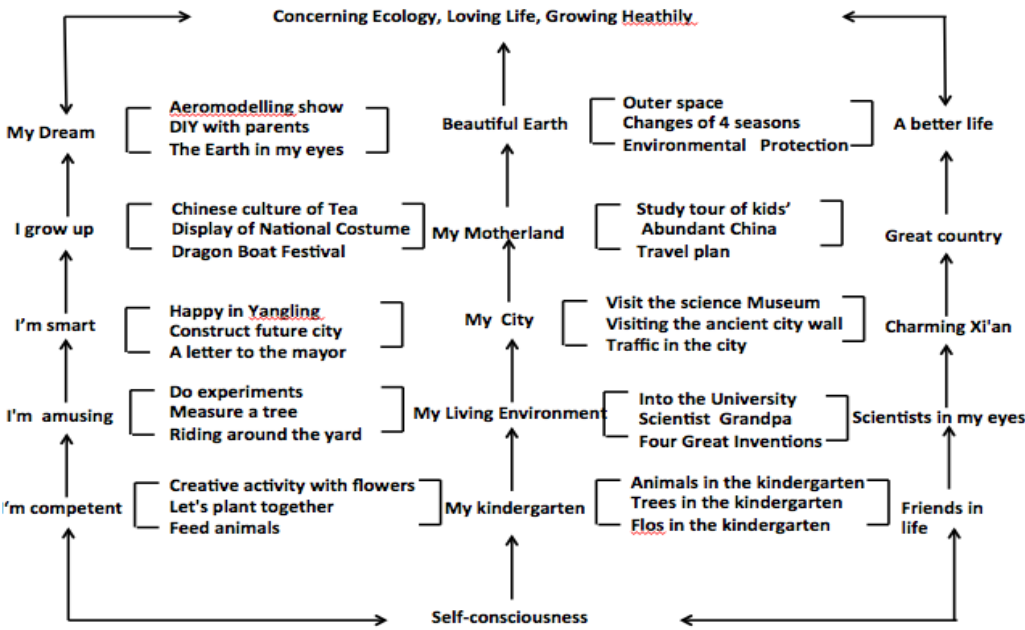 Concerning Ecology, Loving Life, Growing Heathily
Aeromodelling show
DIY with parents
The Earth in my eyes
My Dream
Beautiful Earth
Outer space
Changes of 4 seasons
Environmental Protection
A better life
Chinese culture of Tea
Display of National Costume
Dragon Boat Festival
I grow up
My Motherland
Study tour of kids'
Abundant China
Travel plan
Great country
Happy in Yangling
Construct future city
A letter to the mayor
I'm smart
My City
Visit the science Museum
Visiting the ancient city wall
Traffic in the city
Charming Xi'an
Do experiments
Measure a tree
Riding around the yard
I'm amusing
My Living Environment
Into the University
Scientist Grandpa
Four Great Inventions
Scientists in my eyes
Creative activity with flowers
Let's plant together
Feed animals
I'm competent
My kindergarten
Animals in the kindergarten
Trees in the kindergarten
Flos in the kindergarten
Friends in
life
Self-consciousness